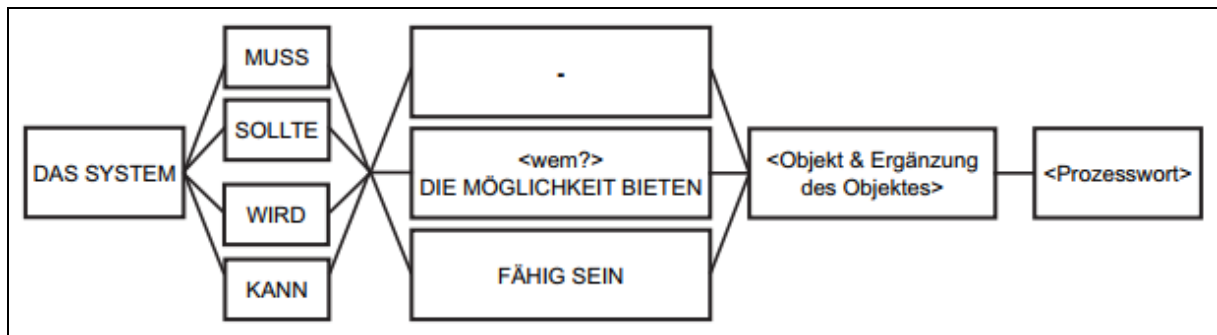 DAS SYSTEM
MUSS
SOLLTE
WIRD
KANN
-
<wem?>
DIE MÖGLICHKEIT BIETEN
FÄHIG SEIN
<Objekt & Ergänzung
des Objektes>
<Prozesswort>